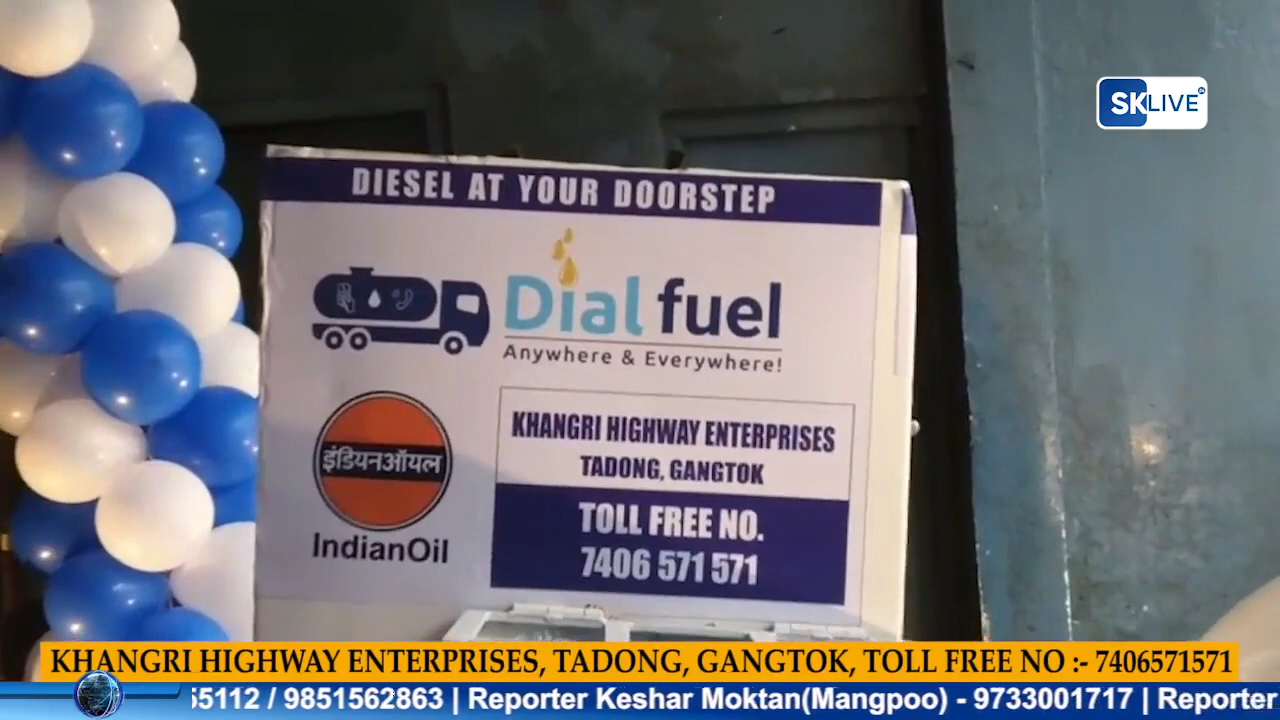 SKLIVE
DIESEL AT YOUR DOORSTEP
Dial fuel
Anywhere & Everywhere!
इंडियनऑयल
IndianOil
KHANGRI HIGHWAY ENTERPRISES
TADONG, GANGTOK
TOLL FREE NO.
7406 571 571
KHANGRI HIGHWAY ENTERPRISES, TADONG, GANGTOK, TOLL FREE NO :- 7406571571
5112 / 9851562863 | Reporter Keshar Moktan(Mangpoo) - 9733001717 | Reporter